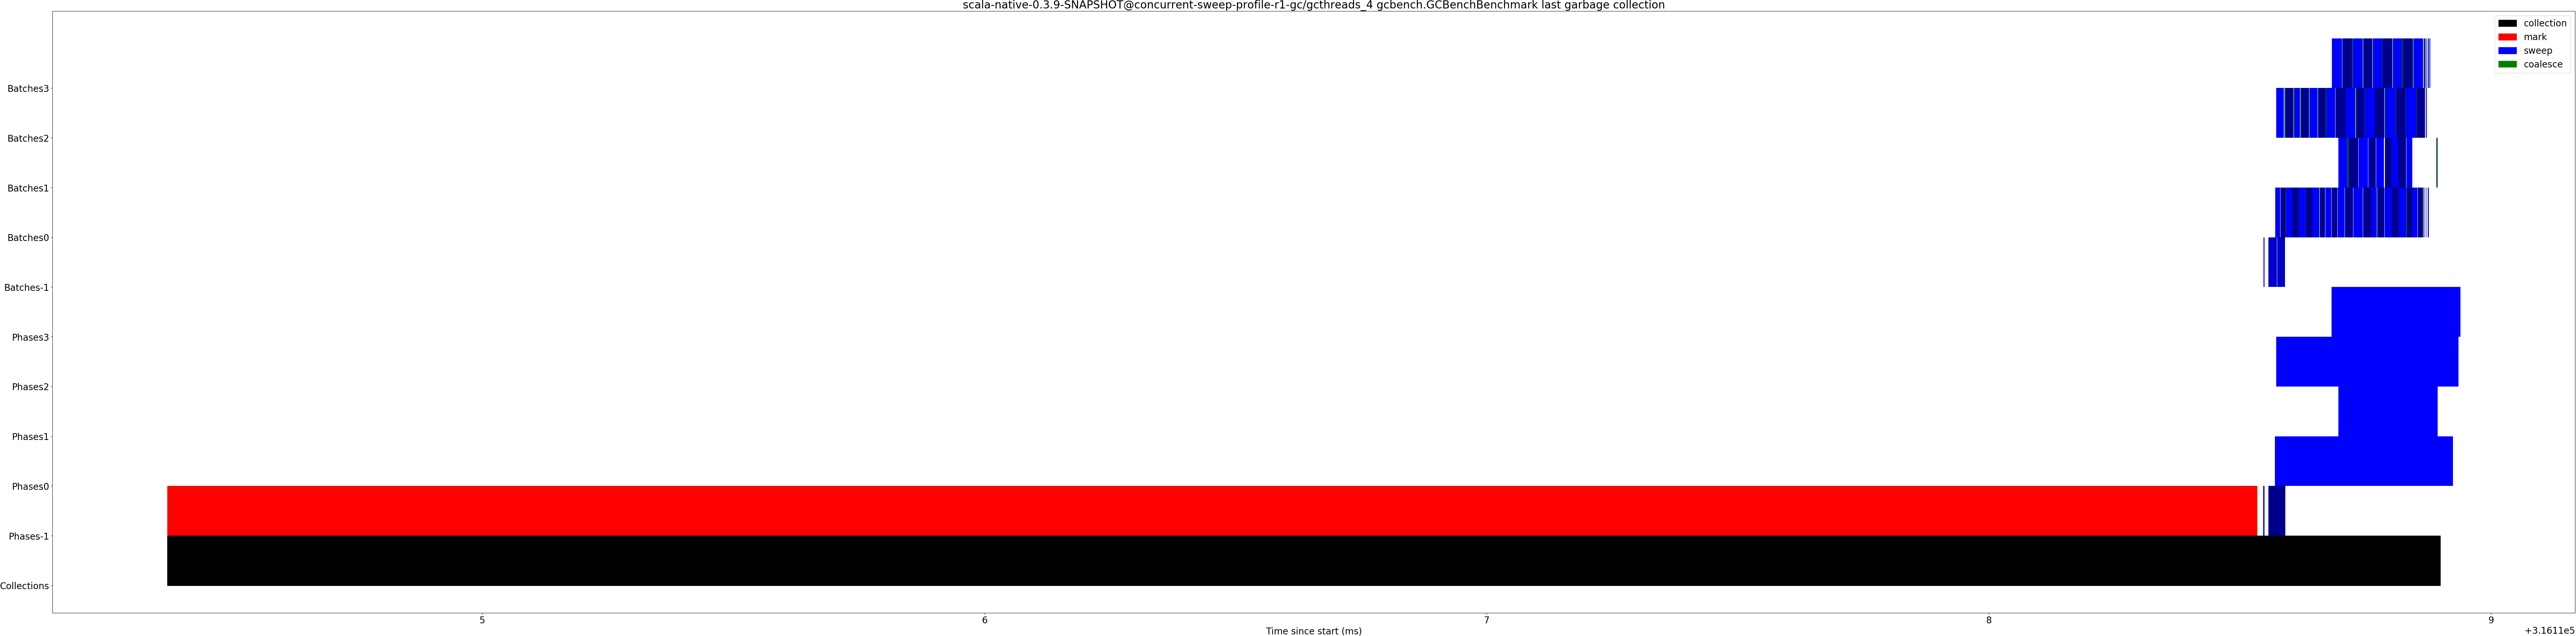 scala-native-0.3.9-SNAPSHOT@concurrent-sweep-profile-r1-gc/gcthreads_4 gcbench.GCBenchBenchmark last garbage collection
collection
mark
sweep
coalesce
Batches3
Batches2
Batches1
Batches0
Batches-1
Phases3
Phases2
Phases1
Phases0
Phases-1
Collections
5 6 7 8 9
Time since start (ms)
+3.1611e5